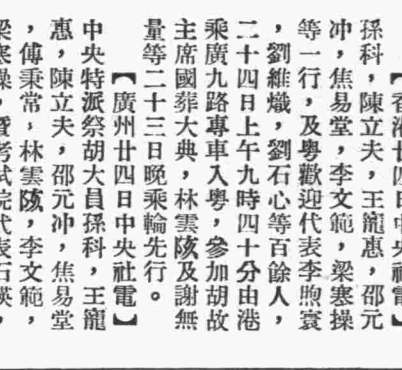 【香港廿四日中央社電】
孫科，陳立夫，王寵惠，邵元
冲，焦易堂，李文範，梁寒操
等一行，及粤歡迎代表李煦寰
，劉維熾，劉石心等百餘人，
二十四日上午九時四十分由港
乘廣九路專車入粤，參加胡故
主席國葬大典，林雲陔及謝無
量等二十三日晚乘輪先行。
【廣州廿四日中央社電】
中央特派祭胡大員孫科，王寵
惠，陳立夫，邵元冲，焦易堂
，傅秉常，林雲陔，李文範，
梁寒操，暨考試院代表石瑛，